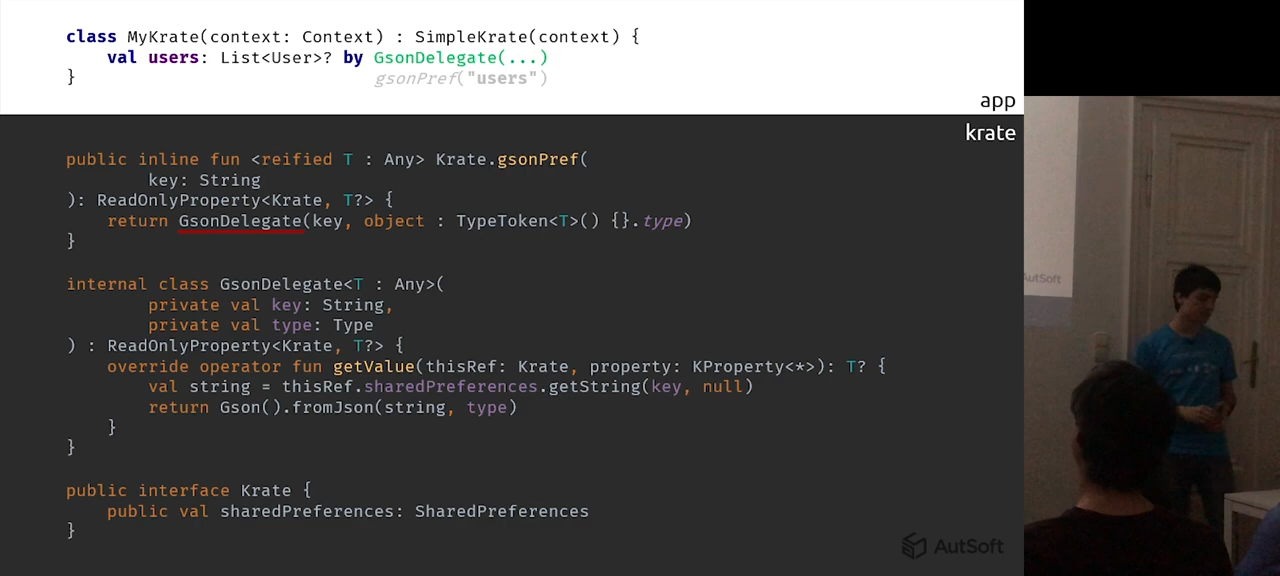 class MyKrate(context: Context) : SimpleKrate(context) {
    val users: List<User>? by GsonDelegate(...)
}                             gsonPref("users")
app
krate
public inline fun <reified T : Any> Krate.gsonPref(
        key: String
): ReadOnlyProperty<Krate, T?> {
    return GsonDelegate(key, object : TypeToken<T>() {}.type)
}
internal class GsonDelegate<T : Any>(
        private val key: String,
        private val type: Type
) : ReadOnlyProperty<Krate, T?> {
    override operator fun getValue(thisRef: Krate, property: KProperty<*>): T? {
        val string = thisRef.sharedPreferences.getString(key, null)
        return Gson().fromJson(string, type)
    }
}
public interface Krate {
    public val sharedPreferences: SharedPreferences
}
AutSoft
AutSoft